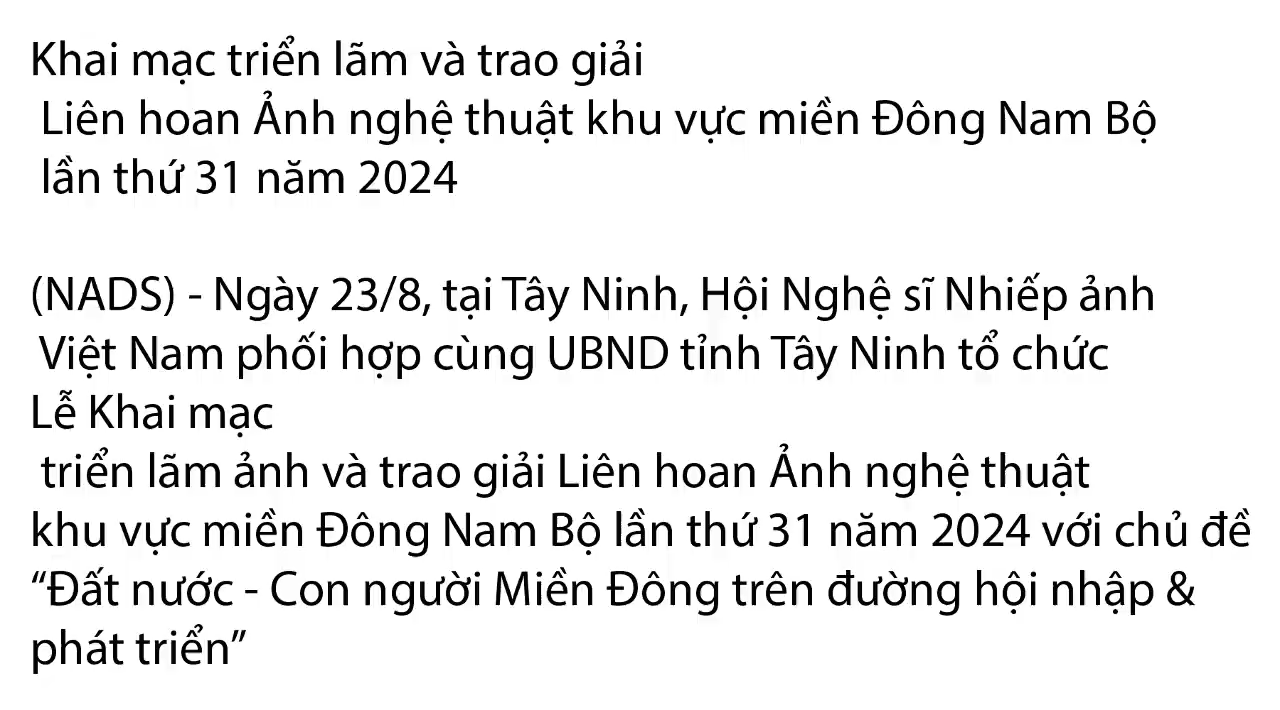 Khai mạc triển lãm và trao giải
Liên hoan Ảnh nghệ thuật khu vực miền Đông Nam Bộ
lần thứ 31 năm 2024
(NADS) - Ngày 23/8, tại Tây Ninh, Hội Nghệ sĩ Nhiếp ảnh
Việt Nam phối hợp cùng UBND tỉnh Tây Ninh tổ chức
Lễ Khai mạc
triển lãm ảnh và trao giải Liên hoan Ảnh nghệ thuật
khu vực miền Đông Nam Bộ lần thứ 31 năm 2024 với chủ đề
“Đất nước - Con người Miền Đông trên đường hội nhập &
phát triển”